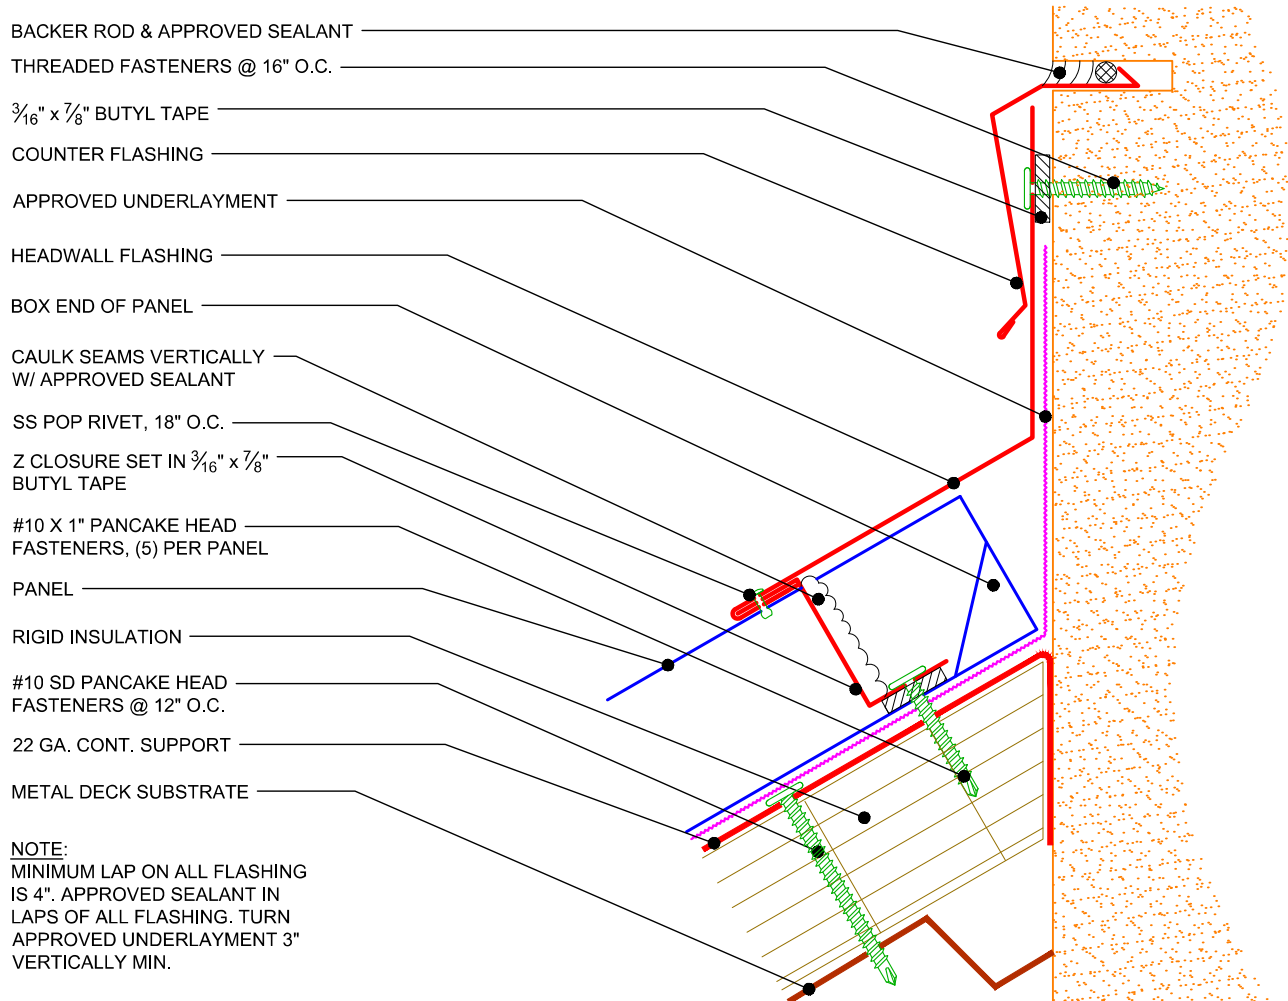 BACKER ROD & APPROVED SEALANT
THREADED FASTENERS @ 16" O.C.
3/16" x 7/8" BUTYL TAPE
COUNTER FLASHING
APPROVED UNDERLAYMENT
HEADWALL FLASHING
BOX END OF PANEL
CAULK SEAMS VERTICALLY
W/ APPROVED SEALANT
SS POP RIVET, 18" O.C.
Z CLOSURE SET IN 3/16" x 7/8"
BUTYL TAPE
#10 X 1" PANCAKE HEAD
FASTENERS, (5) PER PANEL
PANEL
RIGID INSULATION
#10 SD PANCAKE HEAD
FASTENERS @ 12" O.C.
22 GA. CONT. SUPPORT
METAL DECK SUBSTRATE
NOTE:
MINIMUM LAP ON ALL FLASHING
IS 4". APPROVED SEALANT IN
LAPS OF ALL FLASHING. TURN
APPROVED UNDERLAYMENT 3"
VERTICALLY MIN.